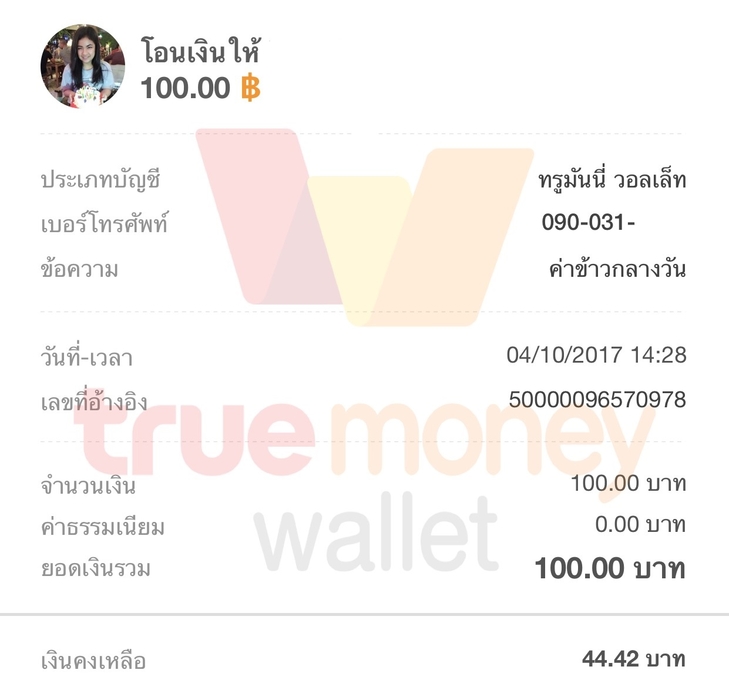 โอนเงินให้
100.00 ฿
ประเภทบัญชี ทรูมันนี่ วอลเล็ท
เบอร์โทรศัพท์ 090-031-
ข้อความ ค่าข้าวกลางวัน
วันที่-เวลา 04/10/2017 14:28
เลขที่อ้างอิง 50000096570978
true money
wallet
จำนวนเงิน 100.00 บาท
ค่าธรรมเนียม 0.00 บาท
ยอดเงินรวม 100.00 บาท
เงินคงเหลือ 44.42 บาท